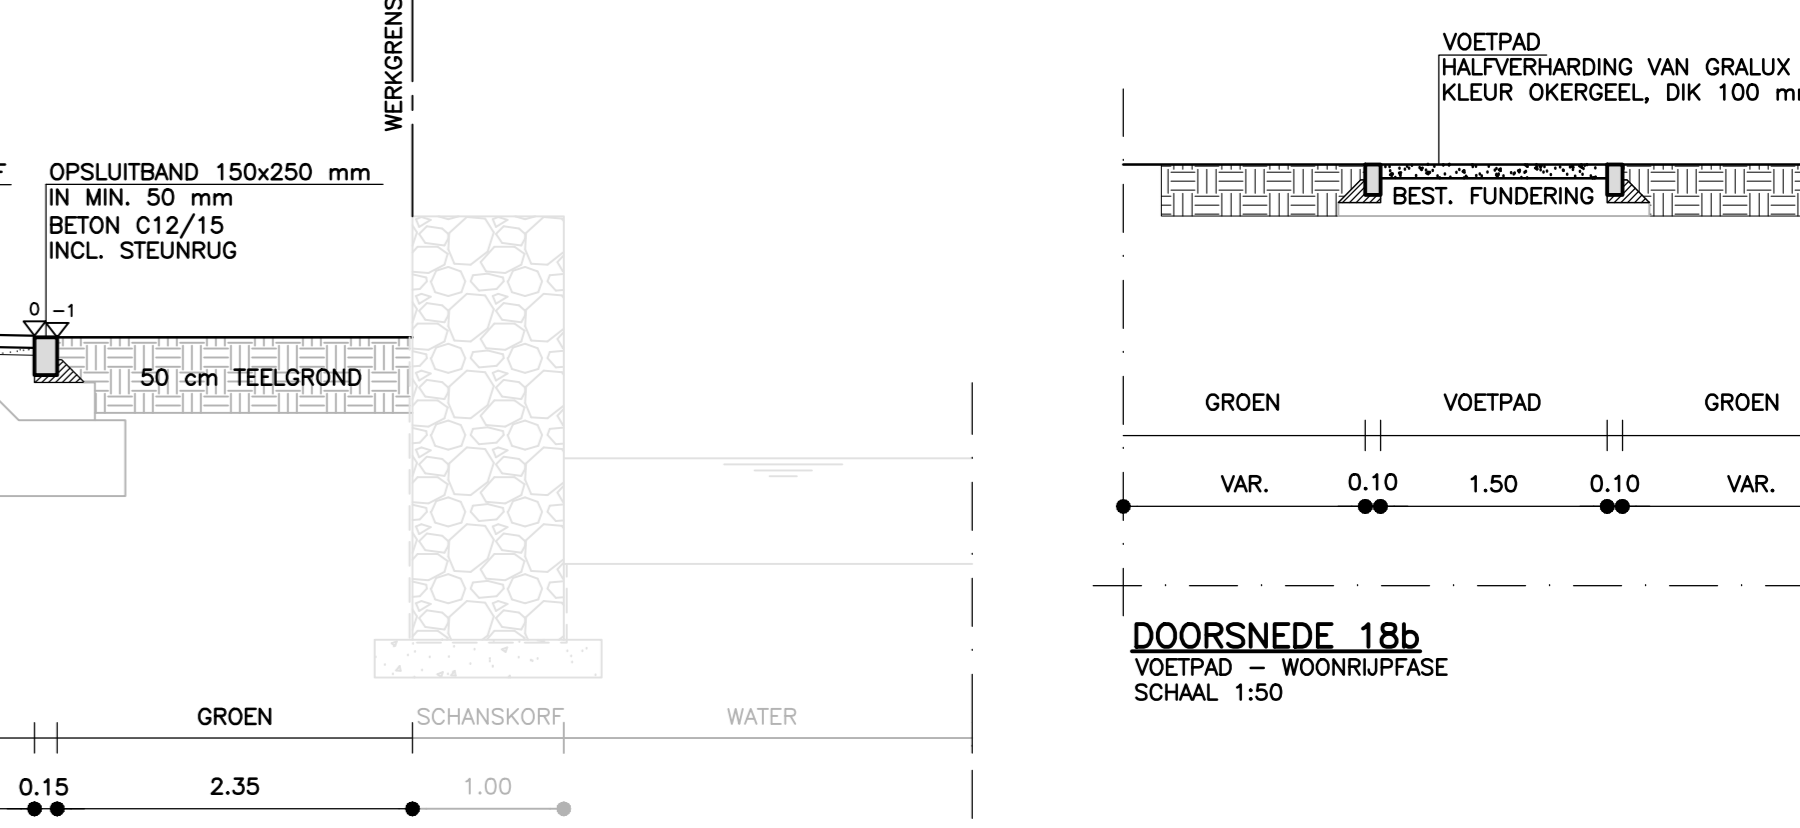 WERKGRENS
OPSLUITBAND 150x250 mm
IN MIN. 50 mm
BETON C12/15
INCL. STEUNRUG
0 -1
50 cm TEELGROND
GROEN SCHANSKORF WATER
0.15 2.35 1.00
VOETPAD
HALFVERHARDING VAN GRALUX
KLEUR OKERGEEL, DIK 100
BEST. FUNDERING
GROEN VOETPAD GROEN
VAR. 0.10 1.50 0.10 VAR.
DOORSNEDE 18b
VOETPAD – WOONRIJPFASE
SCHAAL 1:50